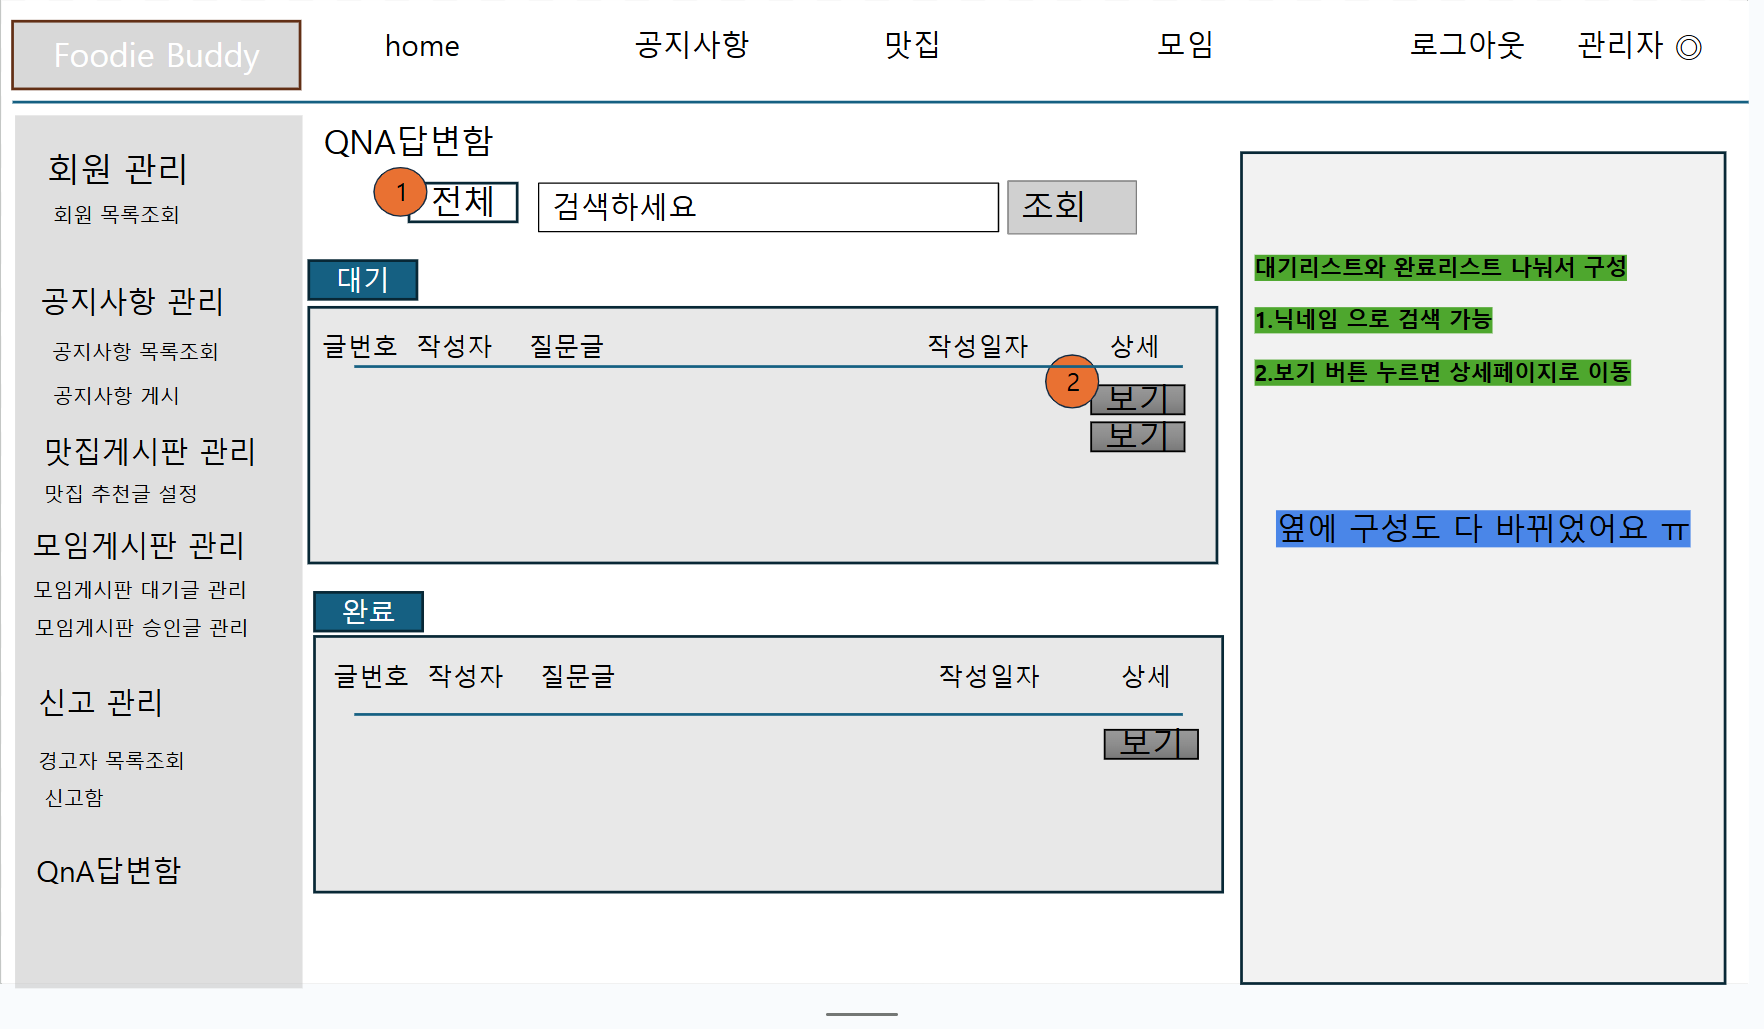 Foodie Buddy
home
공지사항
맛집
모임
로그아웃
관리자 ◎
회원 관리
회원 목록조회
공지사항 관리
공지사항 목록조회
공지사항 게시
맛집게시판 관리
맛집 추천글 설정
모임게시판 관리
모임게시판 대기글 관리
모임게시판 승인글 관리
신고 관리
경고자 목록조회
신고함
QnA답변함
QNA답변함
1
전체
검색하세요
조회
대기
글번호 작성자 질문글 작성일자 상세
2
보기
보기
완료
글번호 작성자 질문글 작성일자 상세
보기
대기리스트와 완료리스트 나눠서 구성
1.닉네임 으로 검색 가능
2.보기 버튼 누르면 상세페이지로 이동
옆에 구성도 다 바뀌었어요 ㅠ